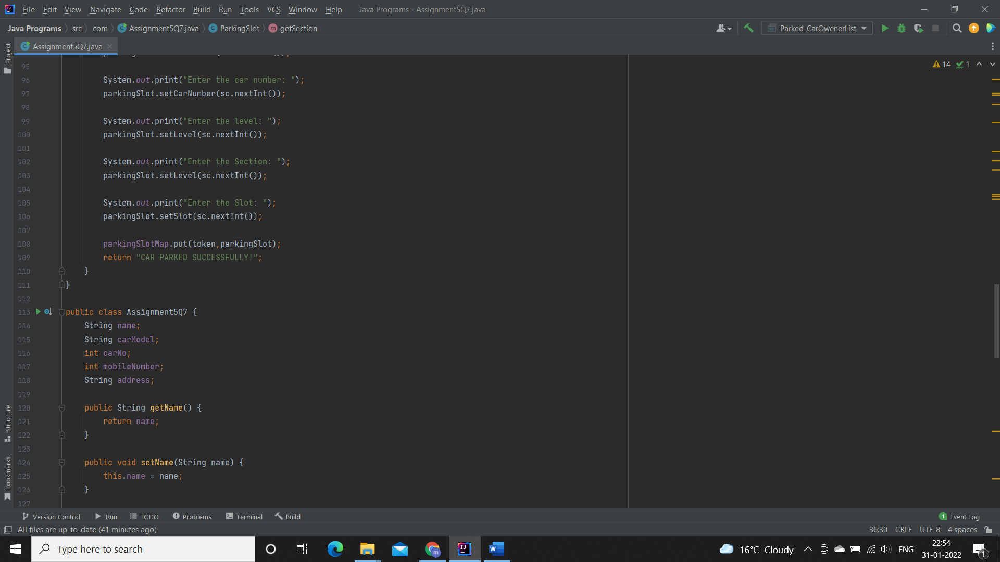 File Edit View Navigate Code Refactor Build Run Tools VCS Window Help Java Programs - Assignment5Q7.java
Java Programs src com Assignment5Q7.java ParkingSlot getSection Parked_CarOwenerList
Assignment5Q7.java
Project
14 1
95
96 System.out.print("Enter the car number: ");
97 parkingSlot.setCarNumber(sc.nextInt());
98
99 System.out.print("Enter the level: ");
100 parkingSlot.setLevel(sc.nextInt());
101
102 System.out.print("Enter the Section: ");
103 parkingSlot.setLevel(sc.nextInt());
104
105 System.out.print("Enter the Slot: ");
106 parkingSlot.setSlot(sc.nextInt());
107
108 parkingSlotMap.put(token,parkingSlot);
109 return "CAR PARKED SUCCESSFULLY!";
110 }
111 }
112
113 public class Assignment5Q7 {
114 String name;
115 String carModel;
116 int carNo;
117 int mobileNumber;
118 String address;
119
120 public String getName() {
121 return name;
122 }
123
124 public void setName(String name) {
125 this.name = name;
126 }
127
Structure
Bookmarks
Version Control Run TODO Problems Terminal Build 1 Event Log
All files are up-to-date (41 minutes ago) 36:30 CRLF UTF-8 4 spaces
Type here to search 16°C Cloudy ENG 22:54
31-01-2022 1